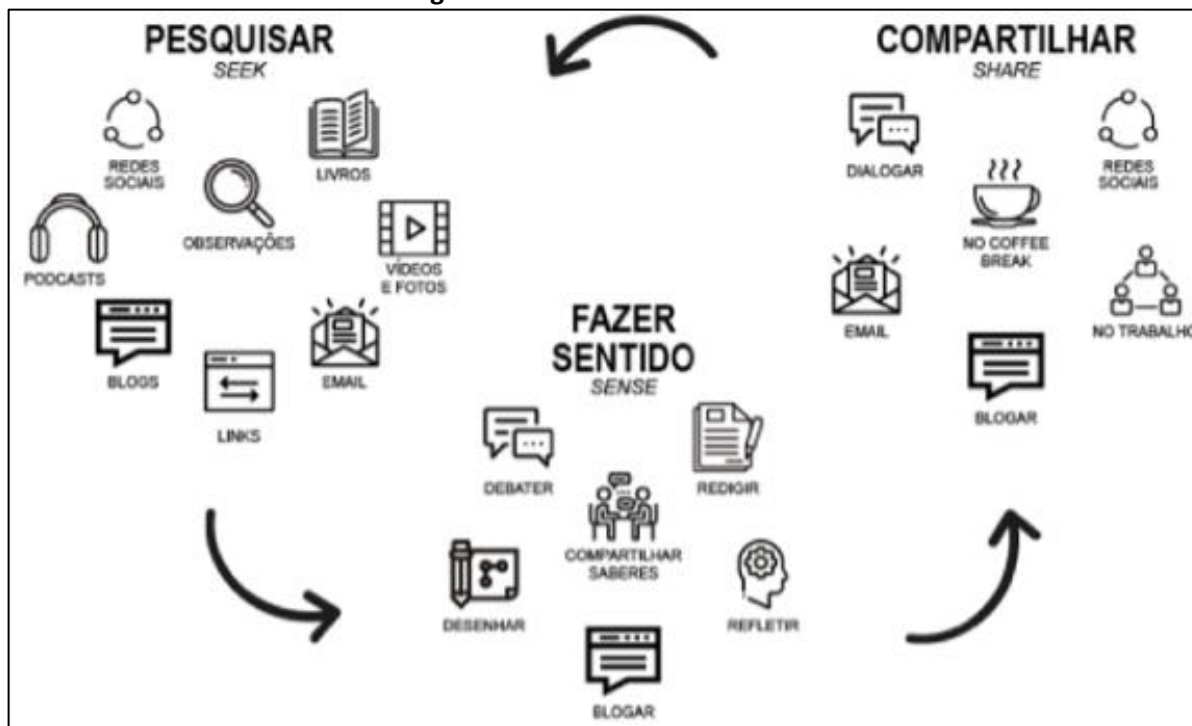 PESQUISAR
SEEK
REDES
SOCIAIS
LIVROS
OBSERVAÇÕES
PODCASTS
VÍDEOS
E FOTOS
BLOGS
LINKS
EMAIL
FAZER
SENTIDO
SENSE
DEBATER
REDIGIR
COMPARTILHAR
SABERES
DESENHAR
REFLETIR
BLOGAR
COMPARTILHAR
SHARE
DIALOGAR
REDES
SOCIAIS
NO COFFEE
BREAK
EMAIL
NO TRABALHO
BLOGAR